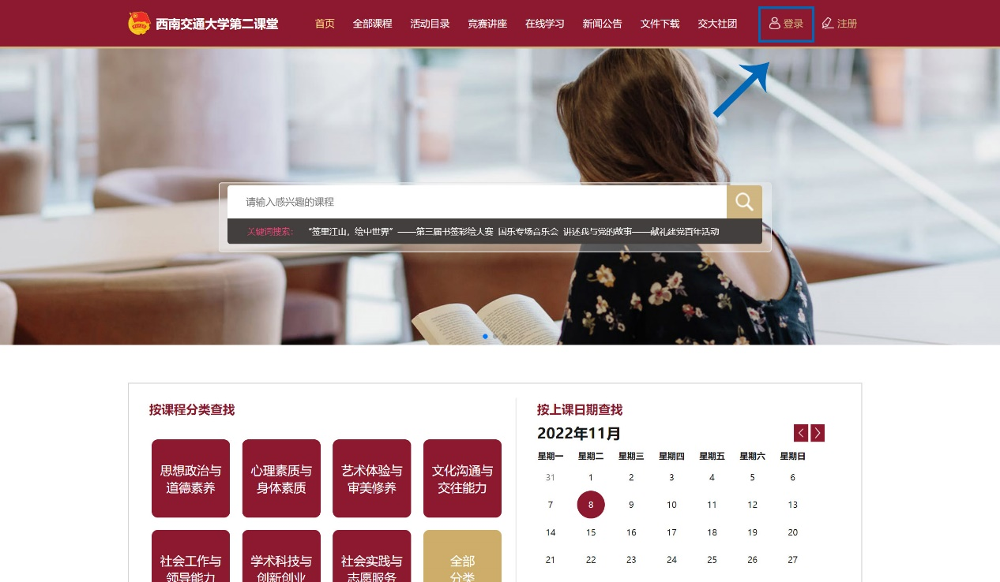 西南交通大学第二课堂
首页 全部课程 活动目录 竞赛讲座 在线学习 新闻公告 文件下载 交大社团 登录 注册
请输入感兴趣的课程
关键词搜索： “签里江山，绘中世界” ——第三届书签彩绘大赛 国乐专场音乐会 讲述我与党的故事——献礼建党百年活动
按课程分类查找
思想政治与
道德素养
心理素质与
身体素质
艺术体验与
审美修养
文化沟通与
交往能力
社会工作与
领导能力
学术科技与
创新创业
社会实践与
志愿服务
全部
分类
按上课日期查找
2022年11月
星期一 星期二 星期三 星期四 星期五 星期六 星期日
31 1 2 3 4 5 6
7 8 9 10 11 12 13
14 15 16 17 18 19 20
21 22 23 24 25 26 27